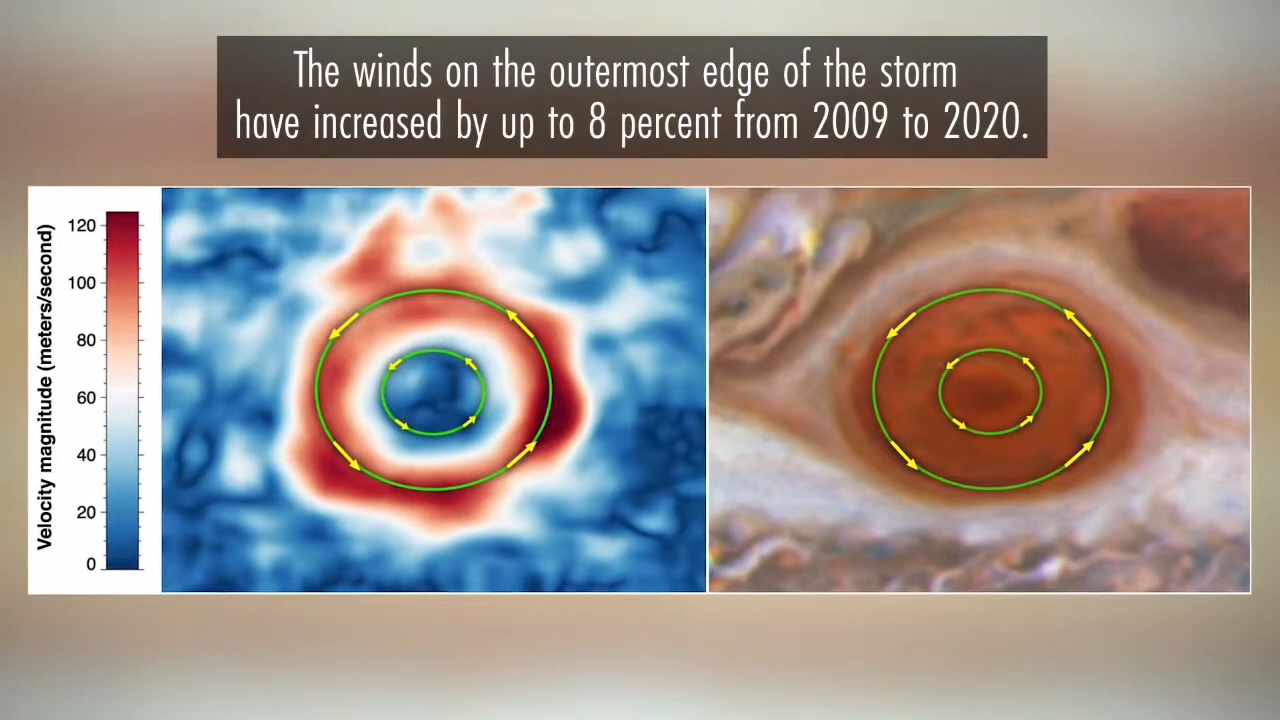 The winds on the outermost edge of the storm
have increased by up to 8 percent from 2009 to 2020.
Velocity magnitude (meters/second)
120
100
80
60
40
20
0